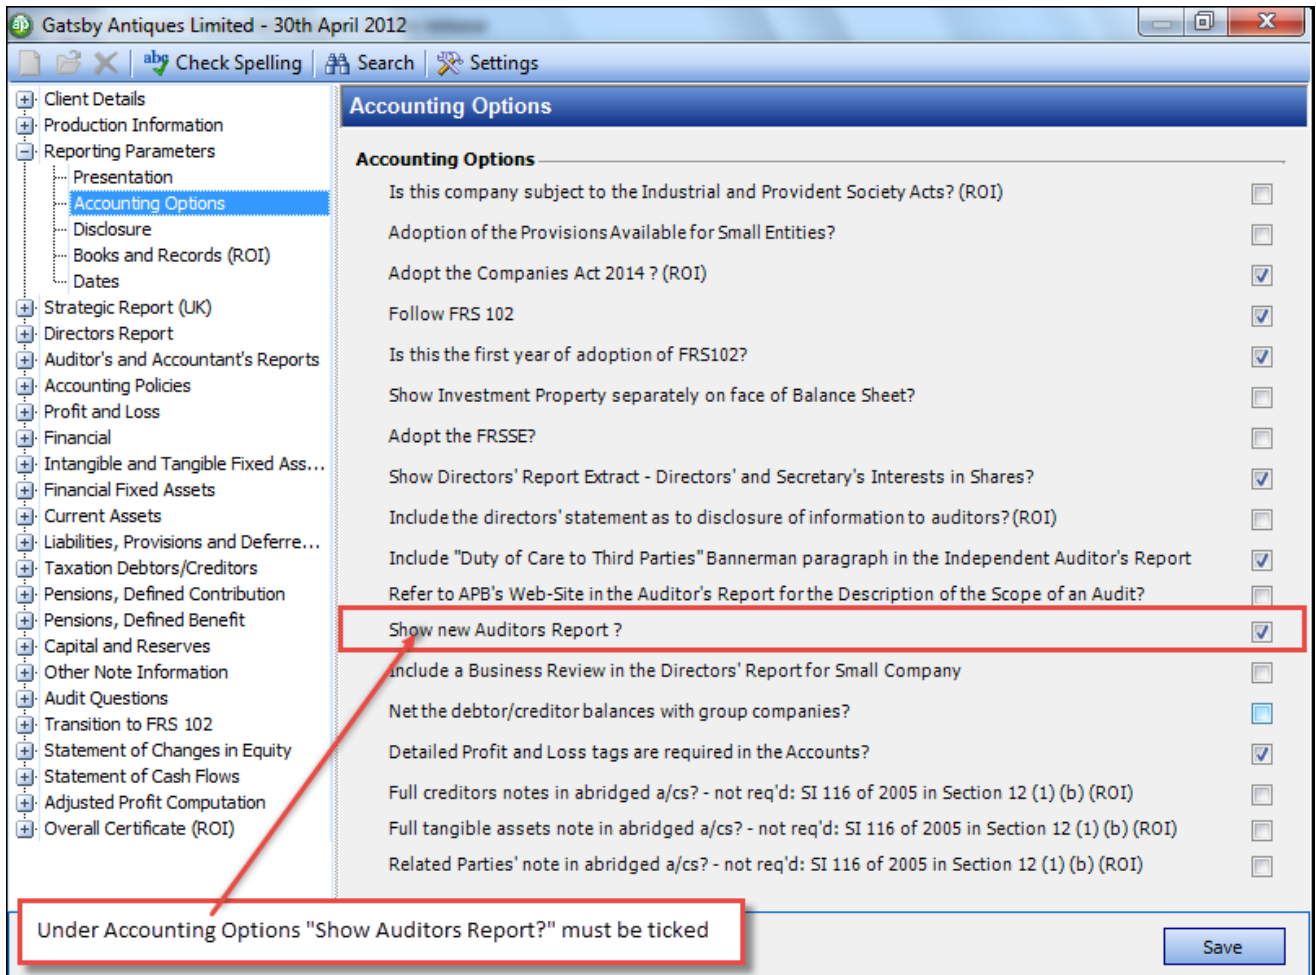 Gatsby Antiques Limited - 30th April 2012
Check Spelling Search Settings
Client Details
Production Information
Reporting Parameters
Presentation
Accounting Options
Disclosure
Books and Records (ROI)
Dates
Strategic Report (UK)
Directors Report
Auditor's and Accountant's Reports
Accounting Policies
Profit and Loss
Financial
Intangible and Tangible Fixed Ass...
Financial Fixed Assets
Current Assets
Liabilities, Provisions and Deferre...
Taxation Debtors/Creditors
Pensions, Defined Contribution
Pensions, Defined Benefit
Capital and Reserves
Other Note Information
Audit Questions
Transition to FRS 102
Statement of Changes in Equity
Statement of Cash Flows
Adjusted Profit Computation
Overall Certificate (ROI)
Accounting Options
Accounting Options
Is this company subject to the Industrial and Provident Society Acts? (ROI)
Adoption of the Provisions Available for Small Entities?
Adopt the Companies Act 2014 ? (ROI)
Follow FRS 102
Is this the first year of adoption of FRS102?
Show Investment Property separately on face of Balance Sheet?
Adopt the FRSSE?
Show Directors' Report Extract - Directors' and Secretary's Interests in Shares?
Include the directors' statement as to disclosure of information to auditors? (ROI)
Include "Duty of Care to Third Parties" Bannerman paragraph in the Independent Auditor's Report
Refer to APB's Web-Site in the Auditor's Report for the Description of the Scope of an Audit?
Show new Auditors Report ?
Include a Business Review in the Directors' Report for Small Company
Net the debtor/creditor balances with group companies?
Detailed Profit and Loss tags are required in the Accounts?
Full creditors notes in abridged a/cs? - not req'd: SI 116 of 2005 in Section 12 (1) (b) (ROI)
Full tangible assets note in abridged a/cs? - not req'd: SI 116 of 2005 in Section 12 (1) (b) (ROI)
Related Parties' note in abridged a/cs? - not req'd: SI 116 of 2005 in Section 12 (1) (b) (ROI)
Under Accounting Options "Show Auditors Report?" must be ticked
Save